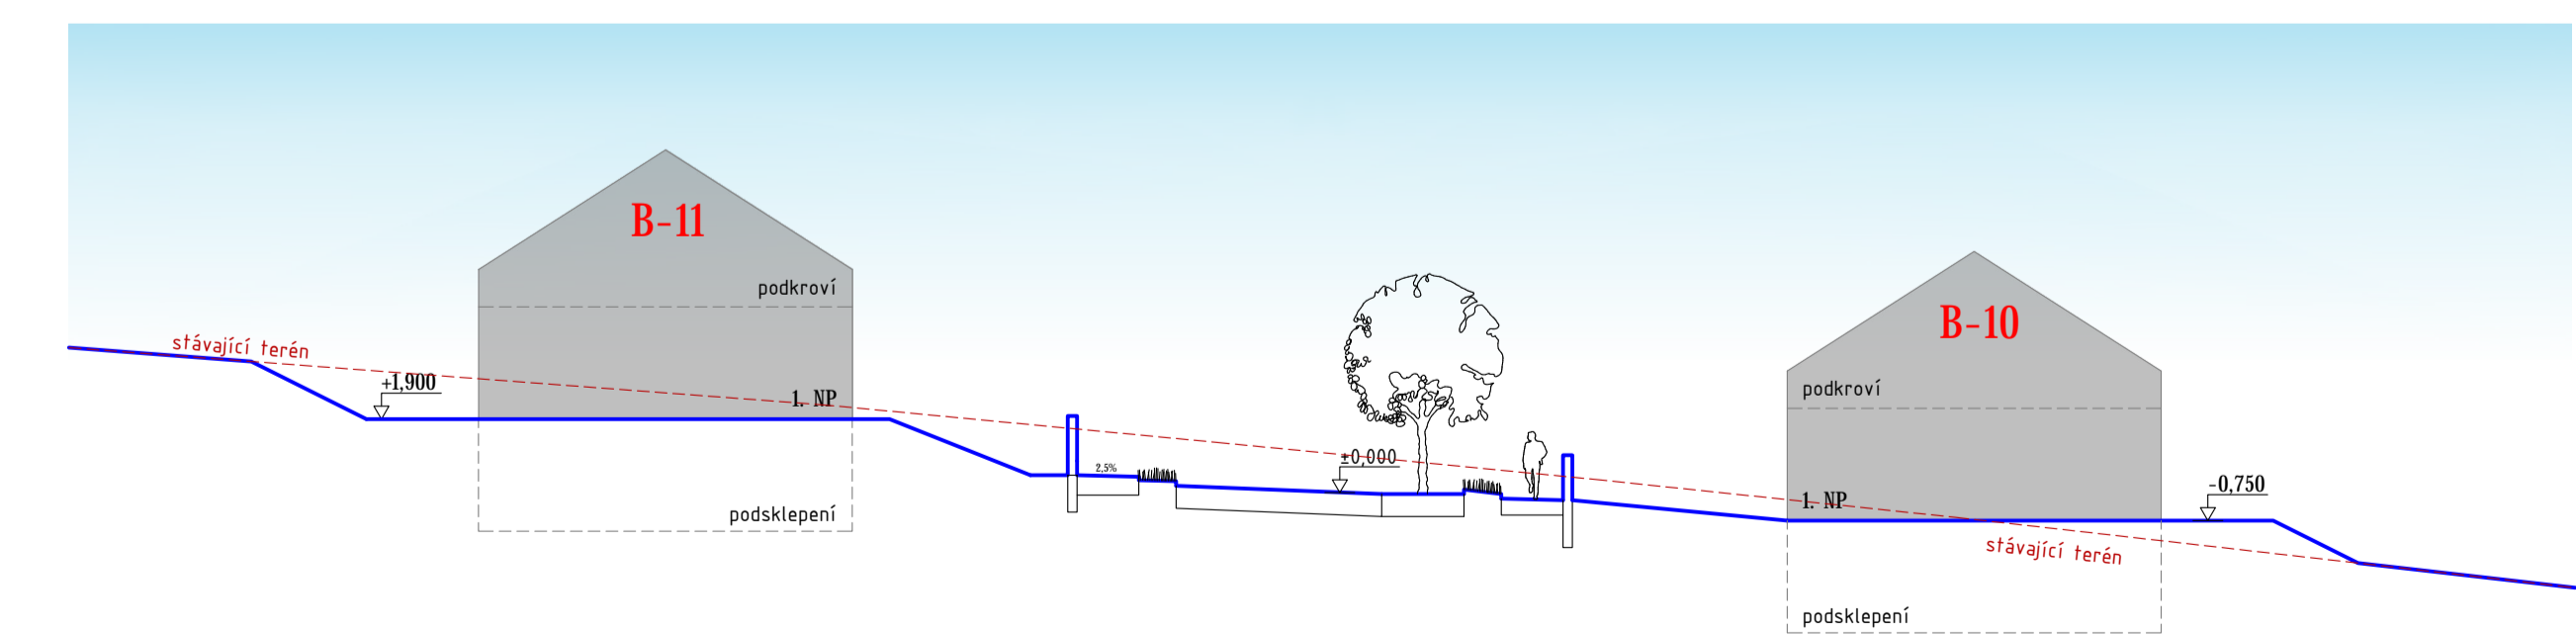 B-11
podkroví
stávající terén
+1,900
1. NP
podsklepení
2,5%
±0,000
B-10
podkroví
1. NP
-0,750
stávající terén
podsklepení